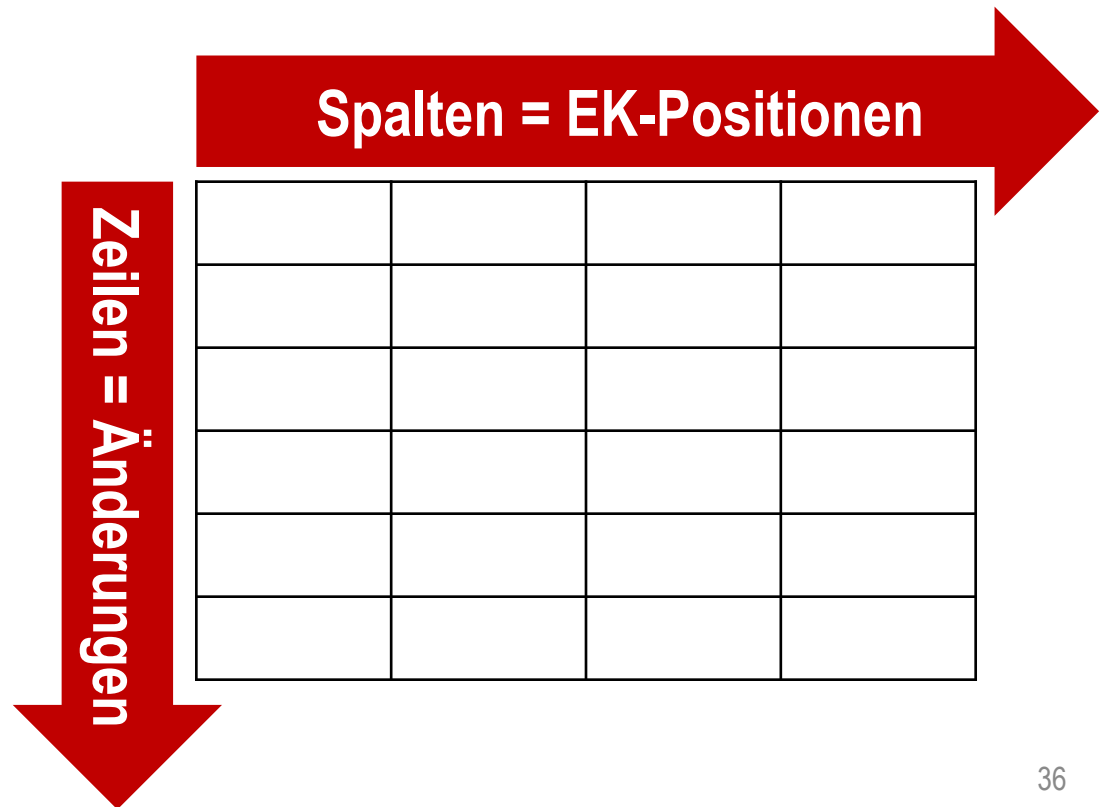 Spalten = EK-Positionen
Zeilen = Änderungen
36